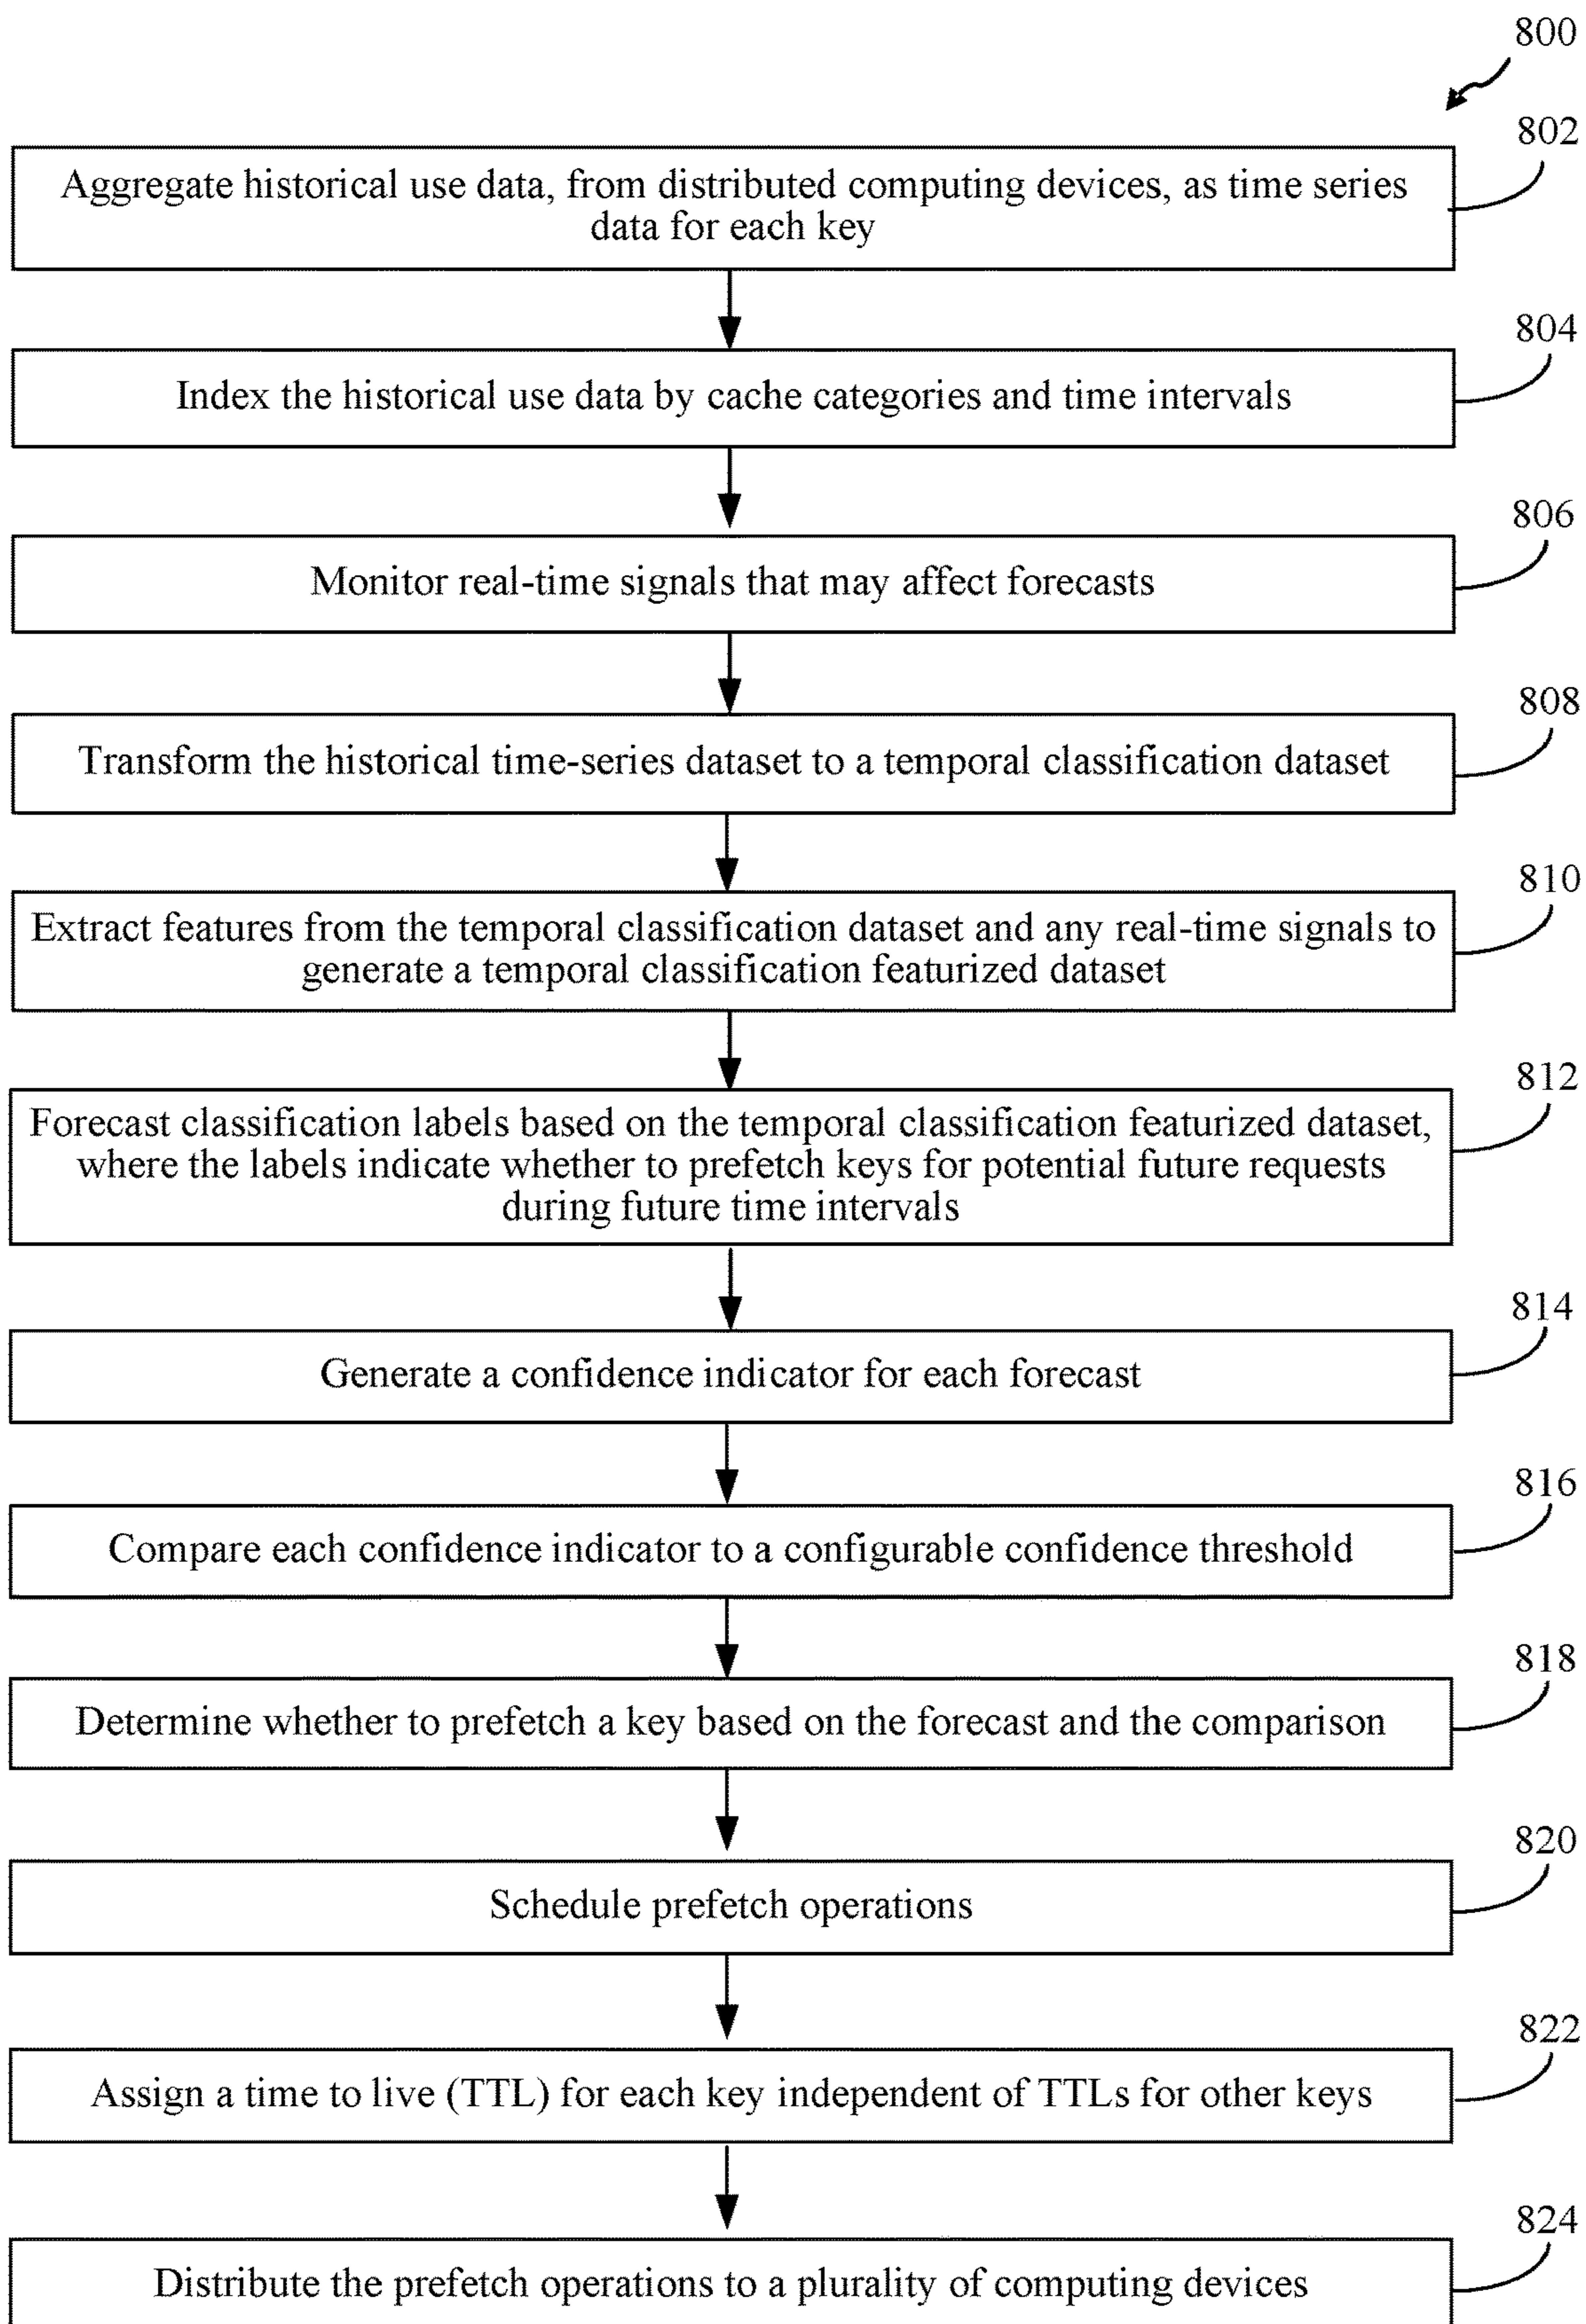 800
802
Aggregate historical use data, from distributed computing devices, as time series
data for each key
804
Index the historical use data by cache categories and time intervals
806
Monitor real-time signals that may affect forecasts
808
Transform the historical time-series dataset to a temporal classification dataset
810
Extract features from the temporal classification dataset and any real-time signals to
generate a temporal classification featurized dataset
812
Forecast classification labels based on the temporal classification featurized dataset,
where the labels indicate whether to prefetch keys for potential future requests
during future time intervals
814
Generate a confidence indicator for each forecast
816
Compare each confidence indicator to a configurable confidence threshold
818
Determine whether to prefetch a key based on the forecast and the comparison
820
Schedule prefetch operations
822
Assign a time to live (TTL) for each key independent of TTLs for other keys
824
Distribute the prefetch operations to a plurality of computing devices